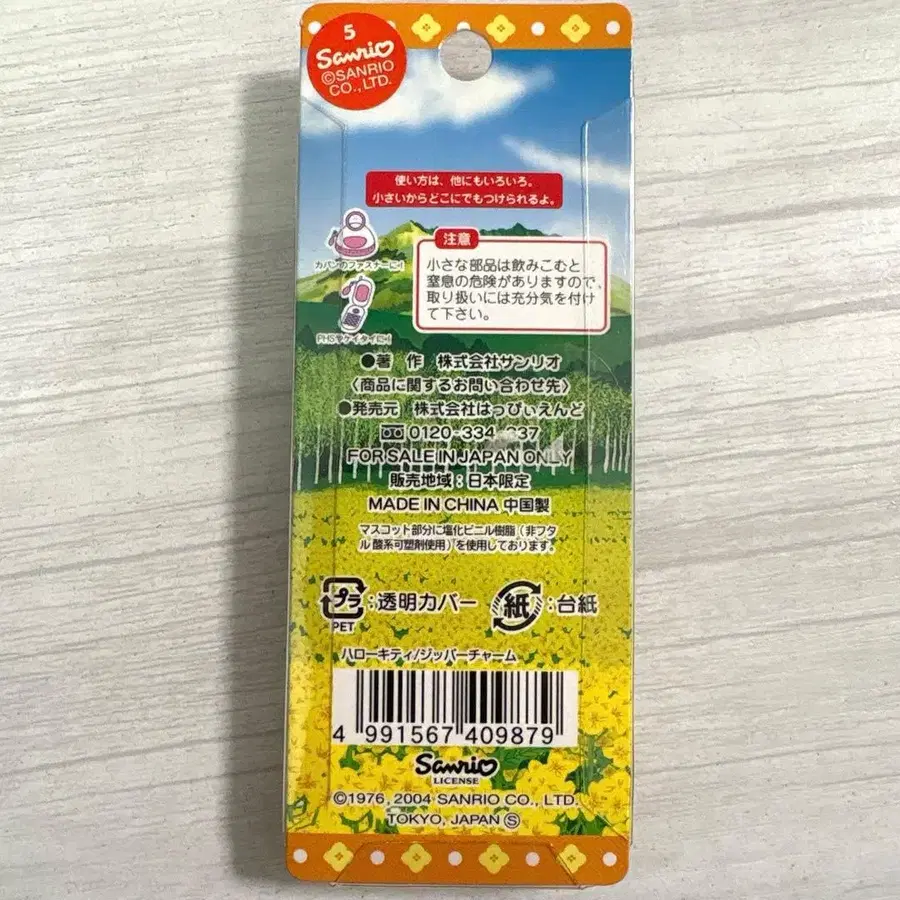 5
Sanrio
©SANRIO
CO.,LTD.
使い方は、他にもいろいろ。
小さいからどこにでもつけられるよ。
カバンのファスナーに!
PHSやケイタイに!
注意
小さな部品は飲みこむと、
窒息の危険がありますので、
取り扱いには充分気を付け
て下さい。
●著 作 株式会社サンリオ
〈商品に関するお問い合わせ先〉
●発売元 株式会社はっぴぃえんど
0120-334-
FOR SALE IN JAPAN ONLY
販売地域：日本限定
MADE IN CHINA 中国製
マスコット部分に塩化ビニル樹脂（非フタ
ル酸系可塑剤使用）を使用しております。
プラ：透明カバー 紙：台紙
PET
ハローキティ/ジッパーチャーム
4 991567 409879
Sanrio
LICENSE
©1976, 2004 SANRIO CO., LTD.
TOKYO, JAPAN Ⓢ